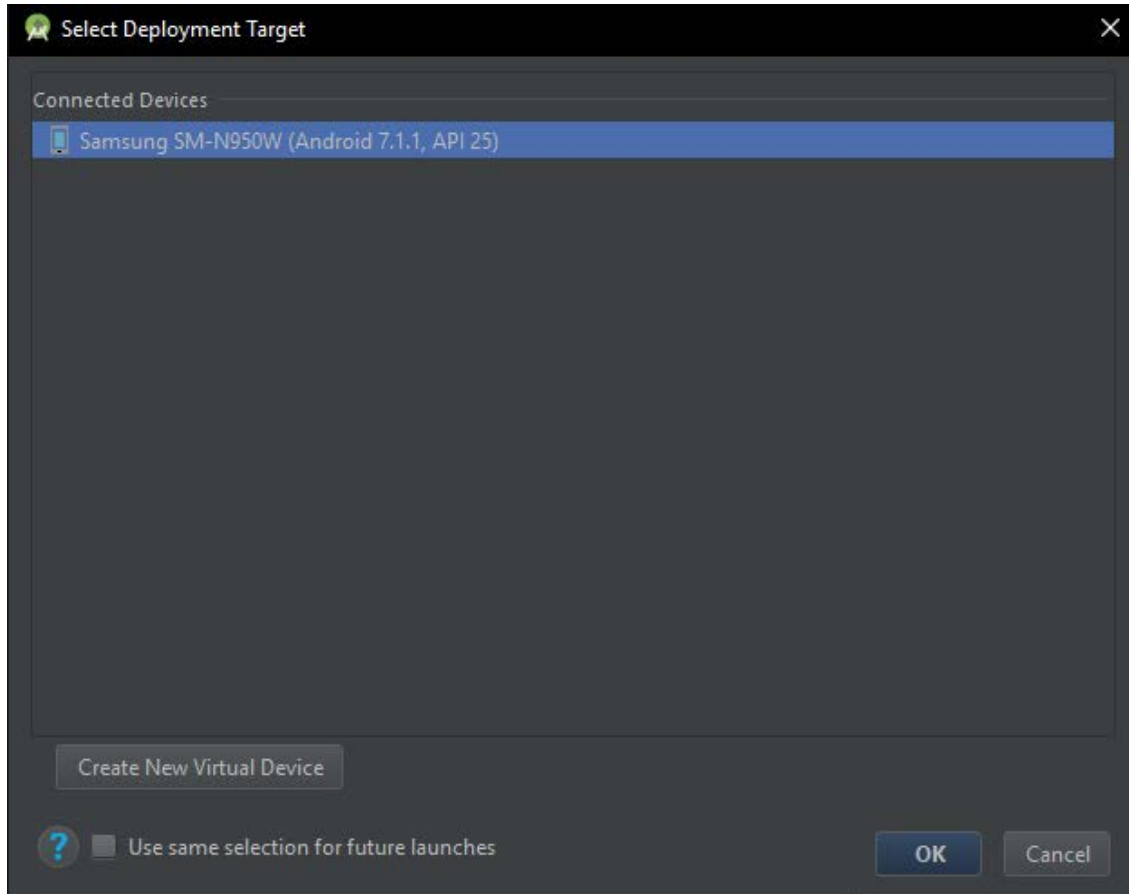 Select Deployment Target
Connected Devices
Samsung SM-N950W (Android 7.1.1, API 25)
Create New Virtual Device
? Use same selection for future launches
OK Cancel